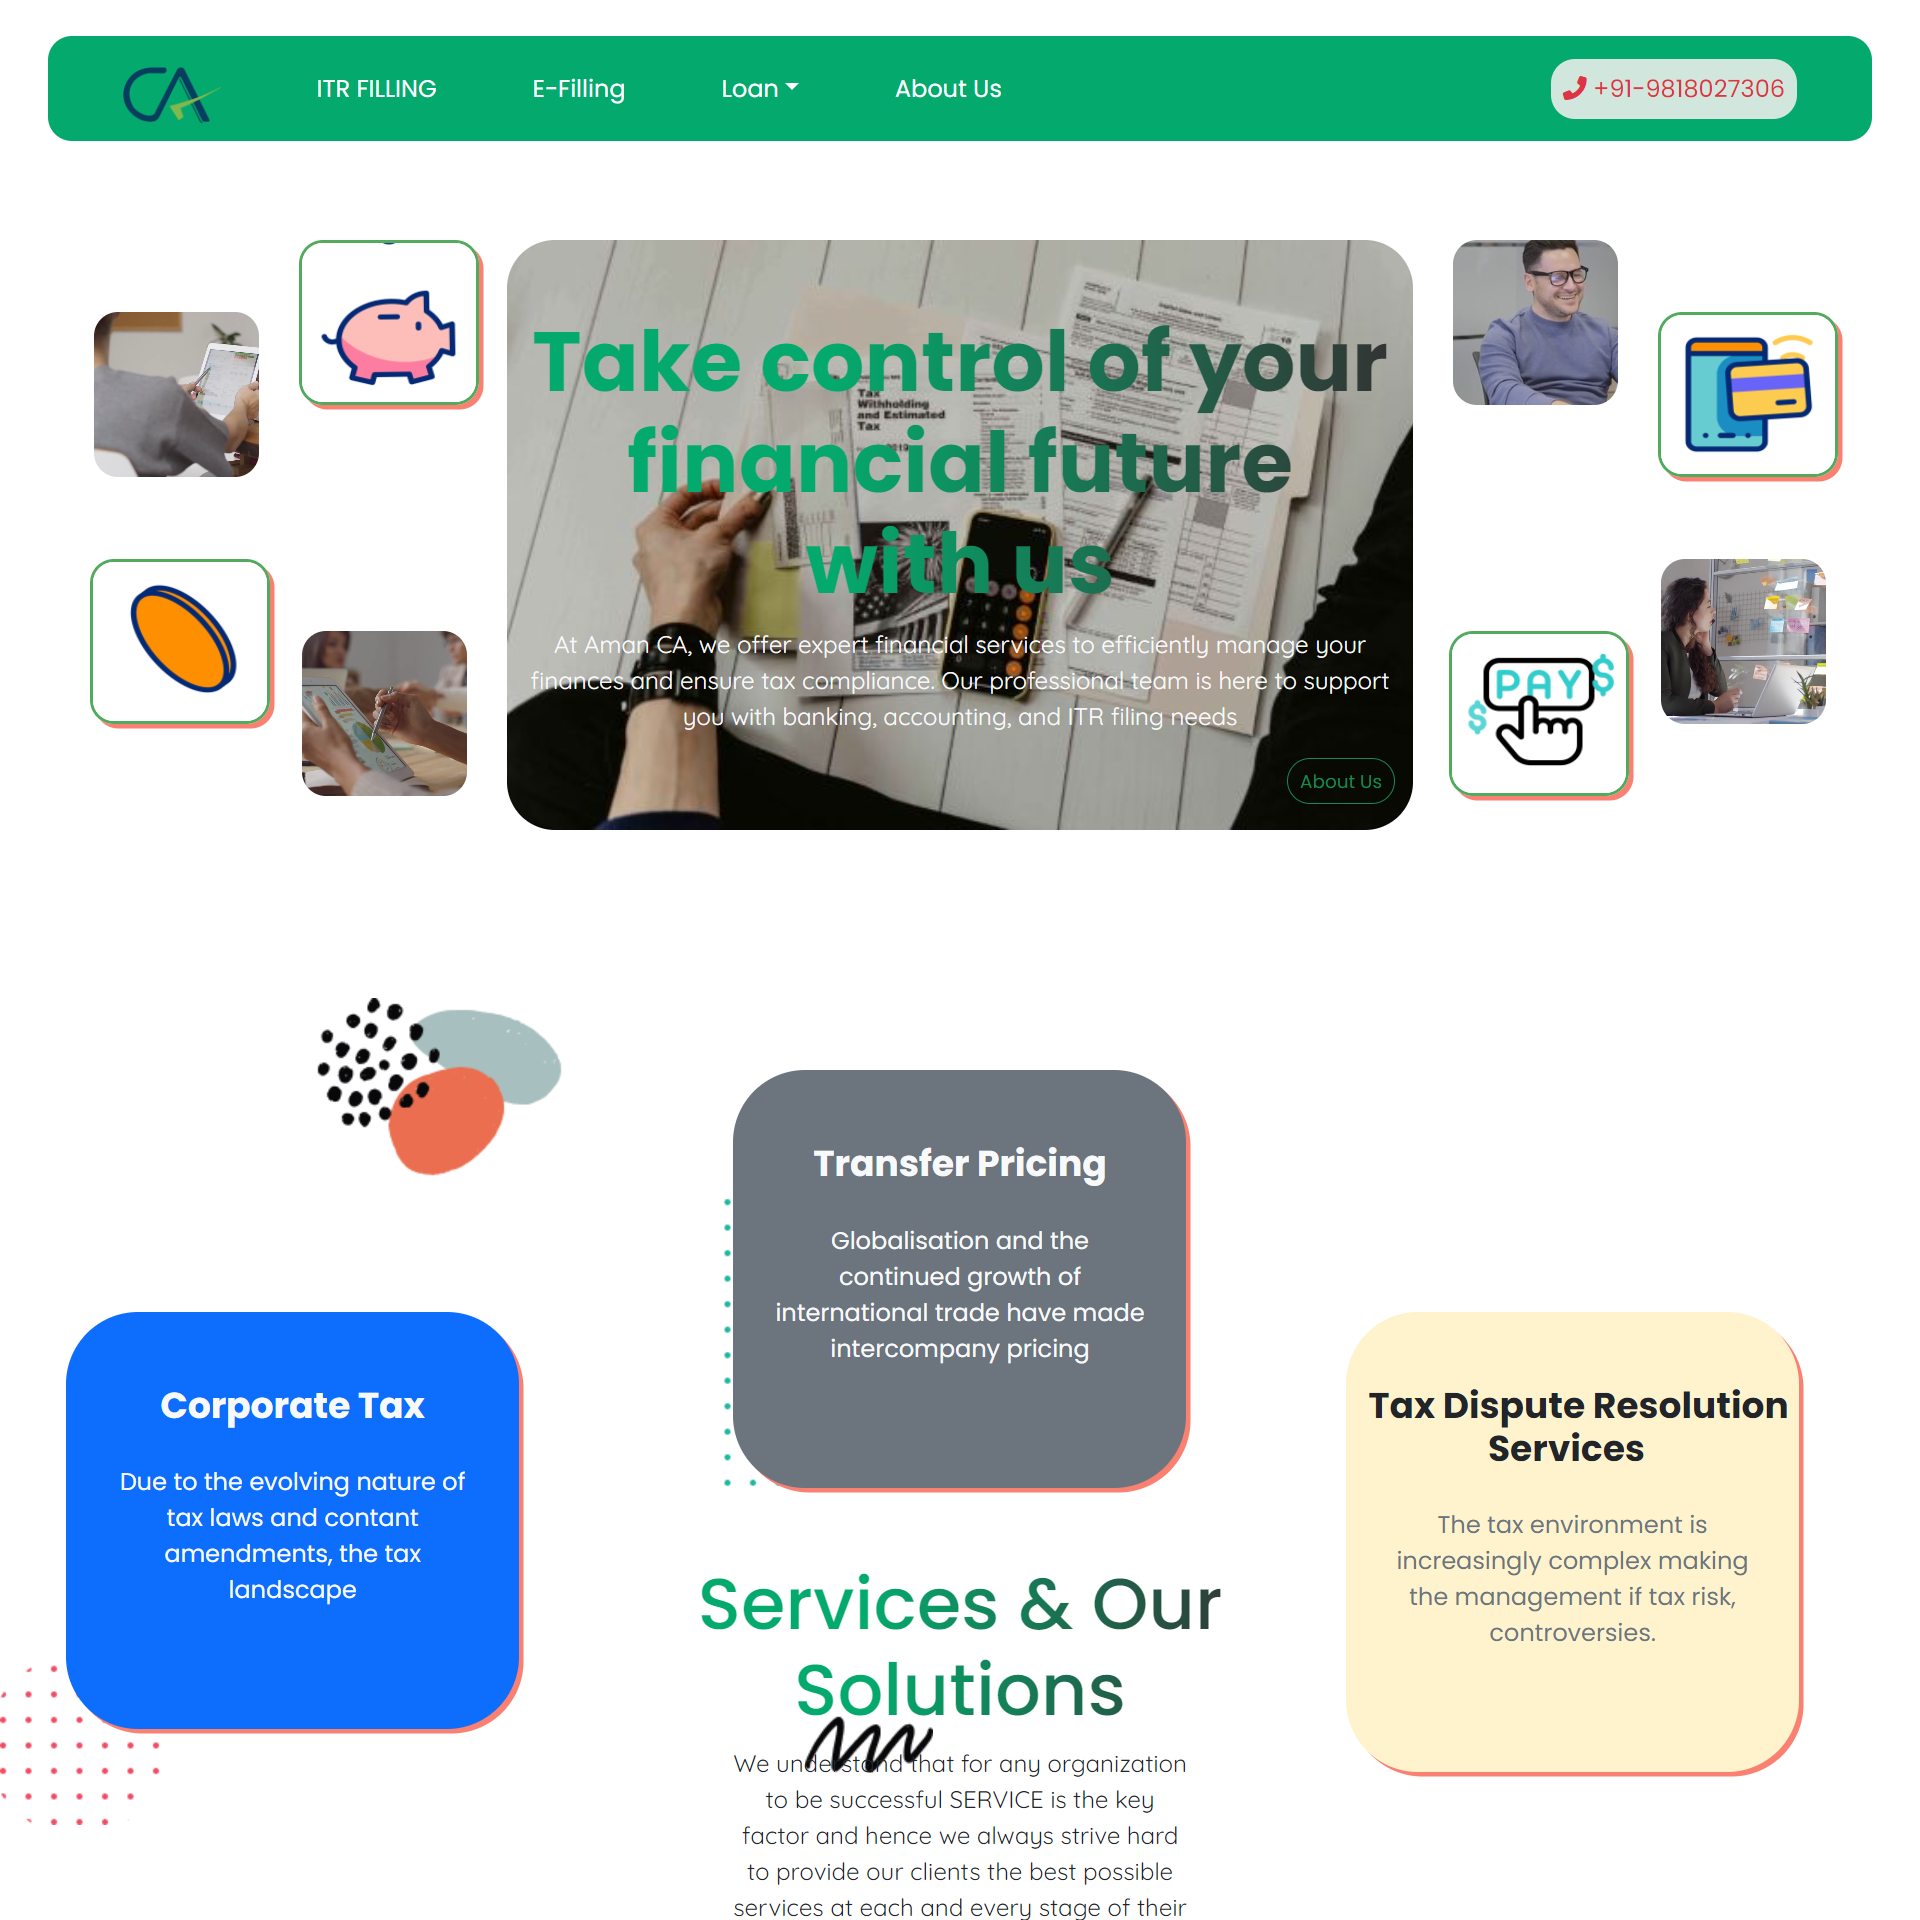 CA
ITR FILLING
E-Filling
Loan
About Us
+91-9818027306
Take control of your
financial future
with us
Tax
Withholding
and Estimated
Tax
At Aman CA, we offer expert financial services to efficiently manage your
finances and ensure tax compliance. Our professional team is here to support
you with banking, accounting, and ITR filing needs
About Us
PAY$
$
Transfer Pricing
Globalisation and the
continued growth of
international trade have made
intercompany pricing
Corporate Tax
Due to the evolving nature of
tax laws and contant
amendments, the tax
landscape
Tax Dispute Resolution
Services
The tax environment is
increasingly complex making
the management if tax risk,
controversies.
Services & Our
Solutions
We understand that for any organization
to be successful SERVICE is the key
factor and hence we always strive hard
to provide our clients the best possible
services at each and every stage of their